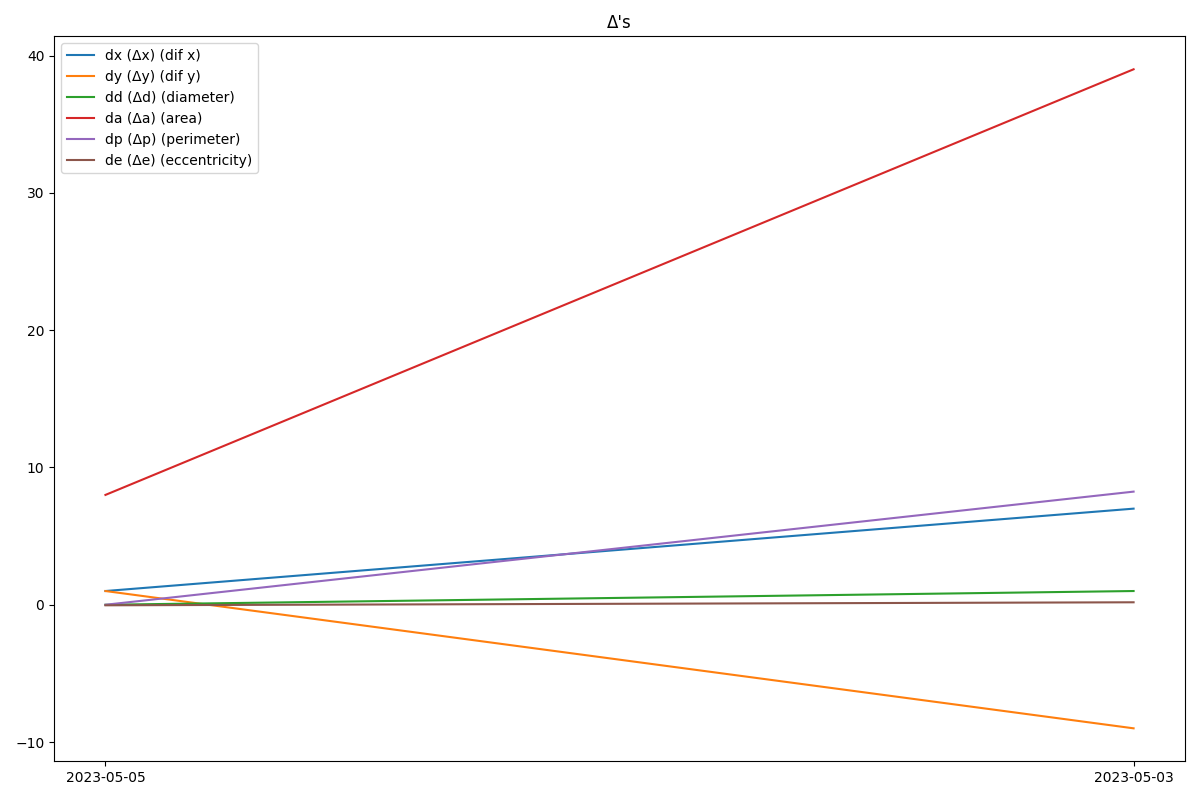 Δ's
dx (Δx) (dif x)
dy (Δy) (dif y)
dd (Δd) (diameter)
da (Δa) (area)
dp (Δp) (perimeter)
de (Δe) (eccentricity)
40
30
20
10
0
−10
2023-05-05 2023-05-03